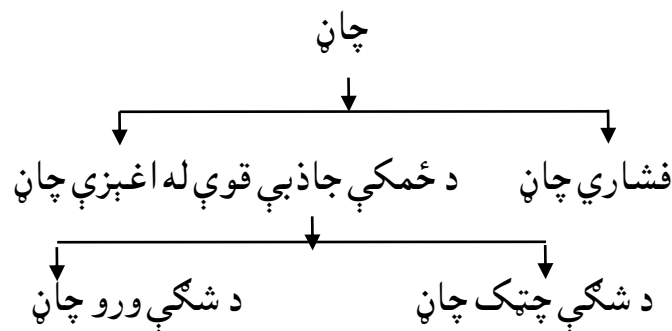 چاڼ
فشاري چاڼ
د ځمکې جاذبې قوې له اغېزې چاڼ
د شګې چټک چاڼ
د شګې ورو چاڼ